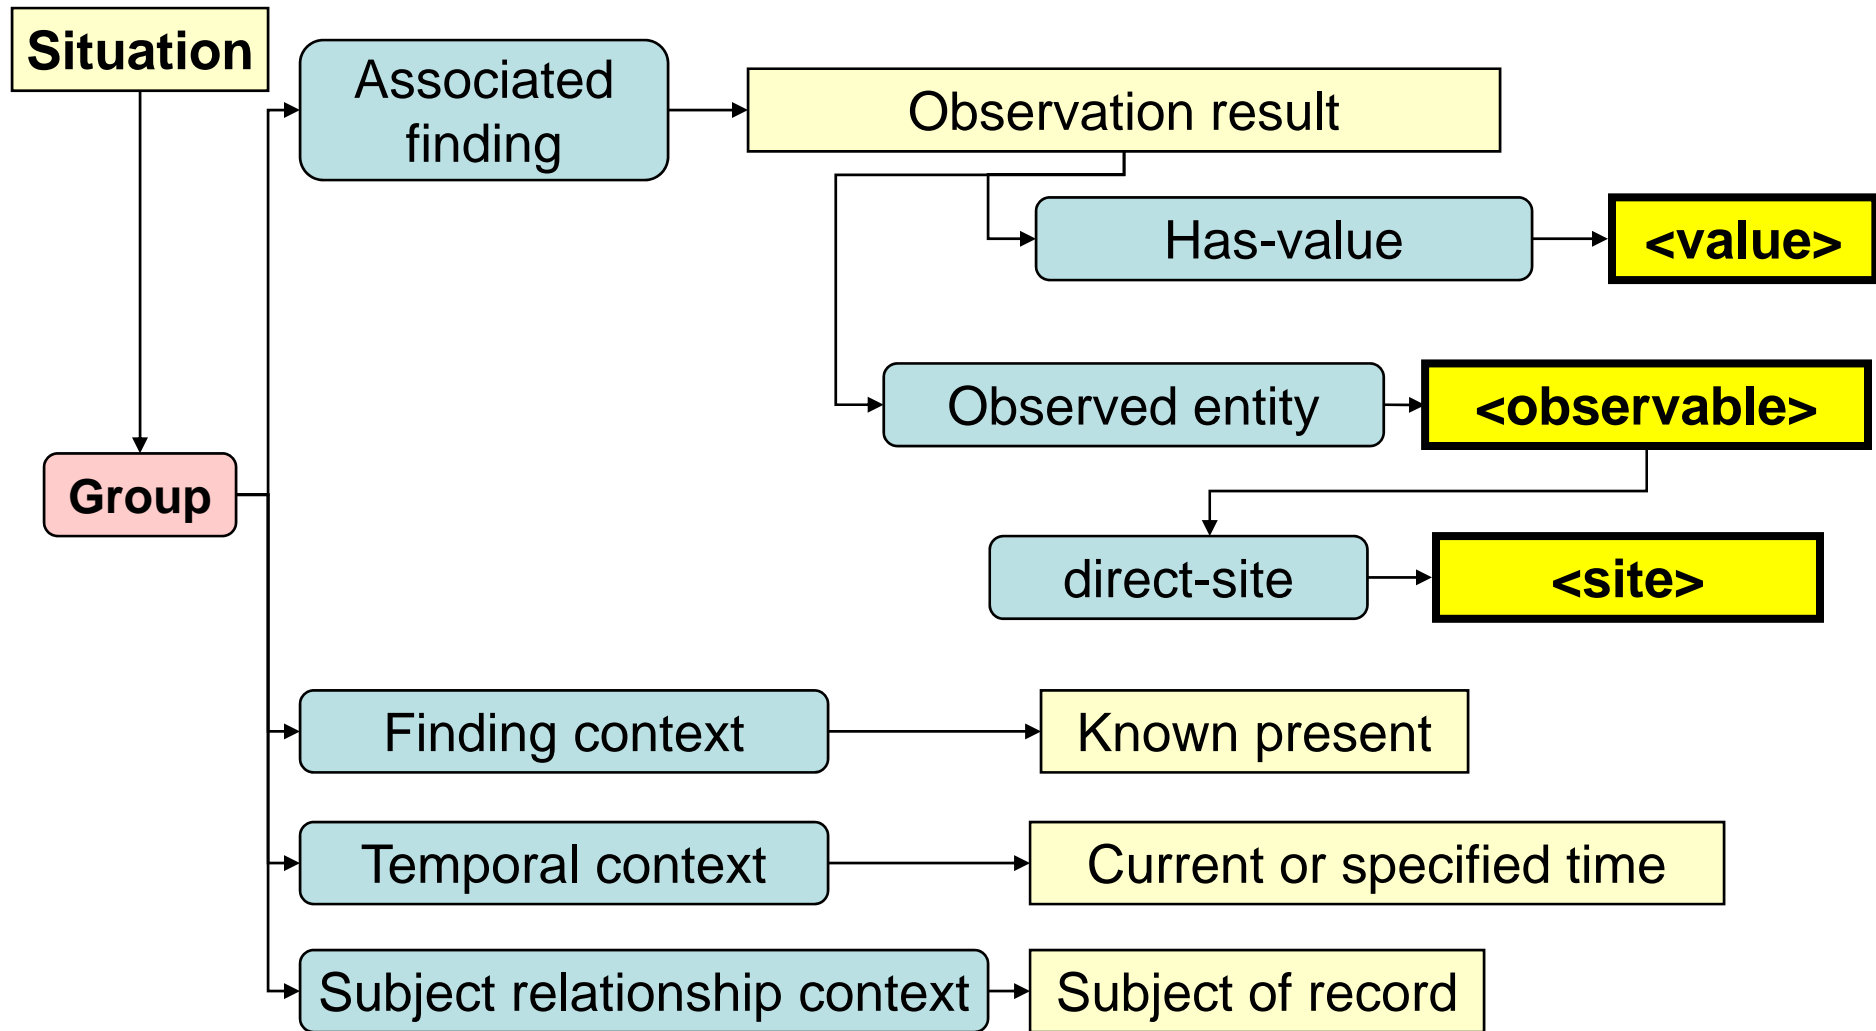 Situation
Associated
finding
Observation result
Has-value
<value>
Observed entity
<observable>
Group
direct-site
<site>
Finding context
Known present
Temporal context
Current or specified time
Subject relationship context
Subject of record